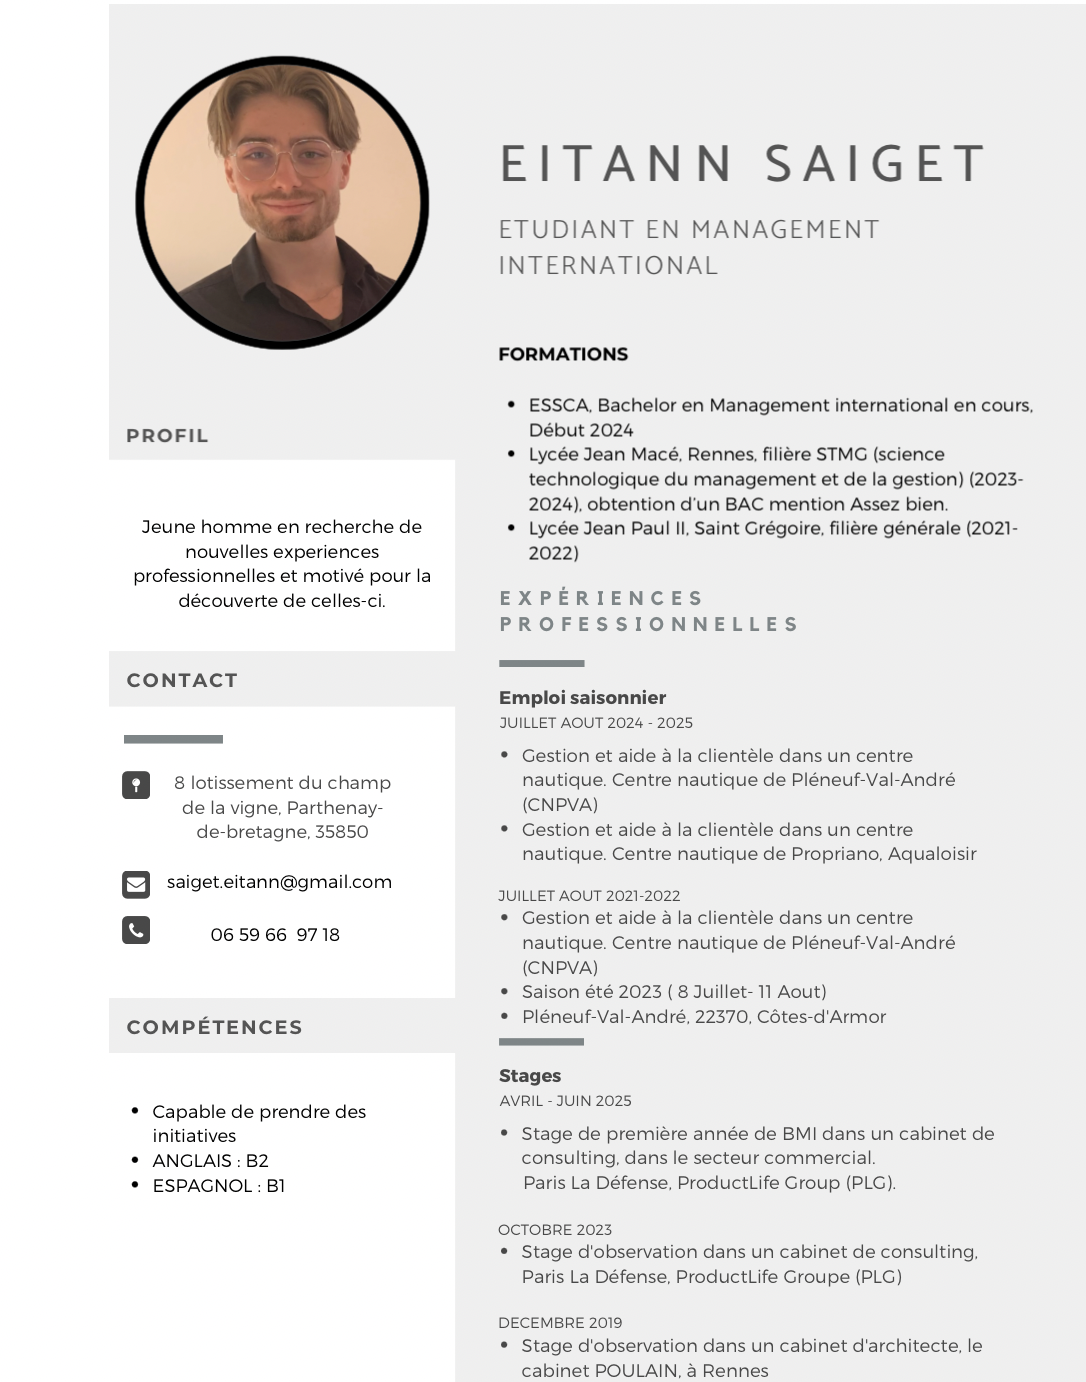 EITANN SAIGET
ETUDIANT EN MANAGEMENT
INTERNATIONAL
PROFIL
Jeune homme en recherche de
nouvelles experiences
professionnelles et motivé pour la
découverte de celles-ci.
CONTACT
8 lotissement du champ
de la vigne, Parthenay-
de-bretagne, 35850
saiget.eitann@gmail.com
06 59 66 97 18
COMPÉTENCES
• Capable de prendre des
initiatives
• ANGLAIS : B2
• ESPAGNOL : B1
FORMATIONS
• ESSCA, Bachelor en Management international en cours,
Début 2024
• Lycée Jean Macé, Rennes, filière STMG (science
technologique du management et de la gestion) (2023-
2024), obtention d’un BAC mention Assez bien.
• Lycée Jean Paul II, Saint Grégoire, filière générale (2021-
2022)
EXPÉRIENCES
PROFESSIONNELLES
Emploi saisonnier
JUILLET AOUT 2024 - 2025
• Gestion et aide à la clientèle dans un centre
nautique. Centre nautique de Pléneuf-Val-André
(CNPVA)
• Gestion et aide à la clientèle dans un centre
nautique. Centre nautique de Propriano, Aqualoisir
JUILLET AOUT 2021-2022
• Gestion et aide à la clientèle dans un centre
nautique. Centre nautique de Pléneuf-Val-André
(CNPVA)
• Saison été 2023 ( 8 Juillet- 11 Aout)
• Pléneuf-Val-André, 22370, Côtes-d'Armor
Stages
AVRIL - JUIN 2025
• Stage de première année de BMI dans un cabinet de
consulting, dans le secteur commercial.
Paris La Défense, ProductLife Group (PLG).
OCTOBRE 2023
• Stage d'observation dans un cabinet de consulting,
Paris La Défense, ProductLife Groupe (PLG)
DECEMBRE 2019
• Stage d'observation dans un cabinet d'architecte, le
cabinet POULAIN, à Rennes